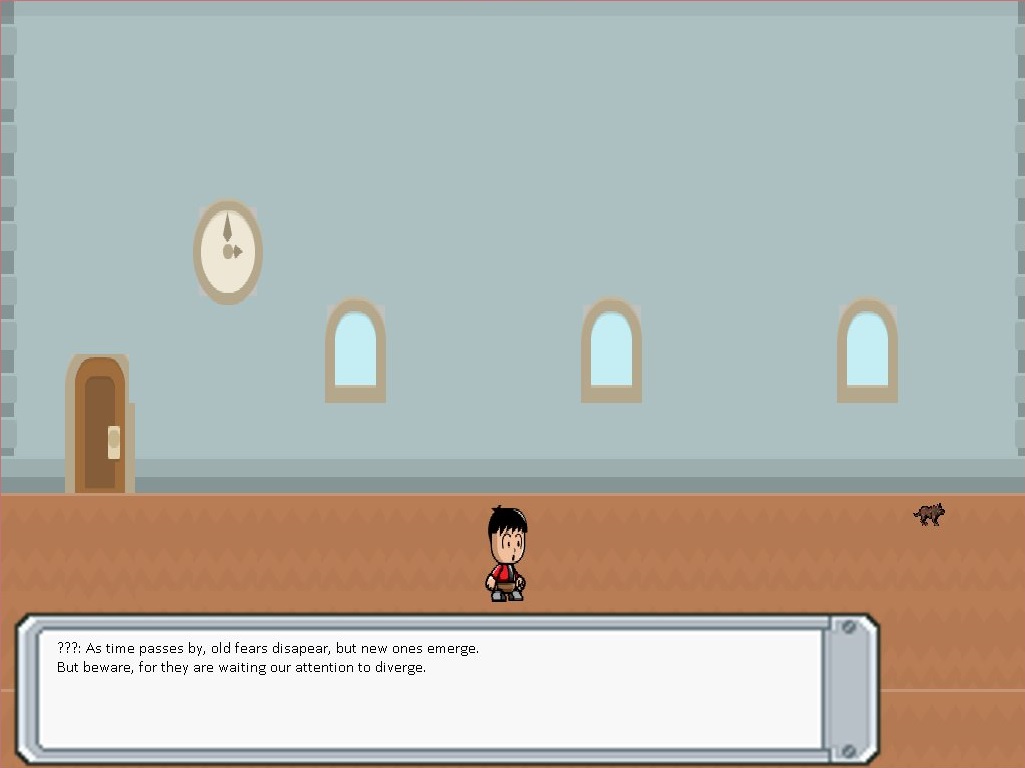 ???: As time passes by, old fears disapear, but new ones emerge.
But beware, for they are waiting our attention to diverge.